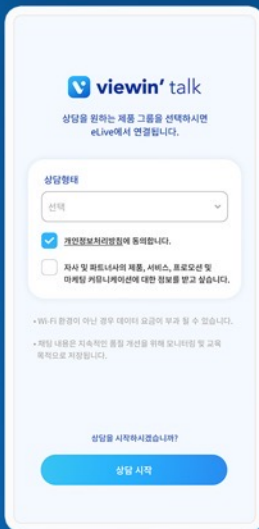 viewin' talk
상담을 원하는 제품 그룹을 선택하시면
eLive에서 연결됩니다.
상담형태
선택
개인정보처리방침에 동의합니다.
자사 및 파트너사의 제품, 서비스, 프로모션 및
마케팅 커뮤니케이션에 대한 정보를 받고 싶습니다.
• Wi-Fi 환경이 아닌 경우 데이터 요금이 부과 될 수 있습니다.
• 채팅 내용은 지속적인 품질 개선을 위해 모니터링 및 교육
목적으로 저장됩니다.
상담을 시작하시겠습니까?
상담 시작